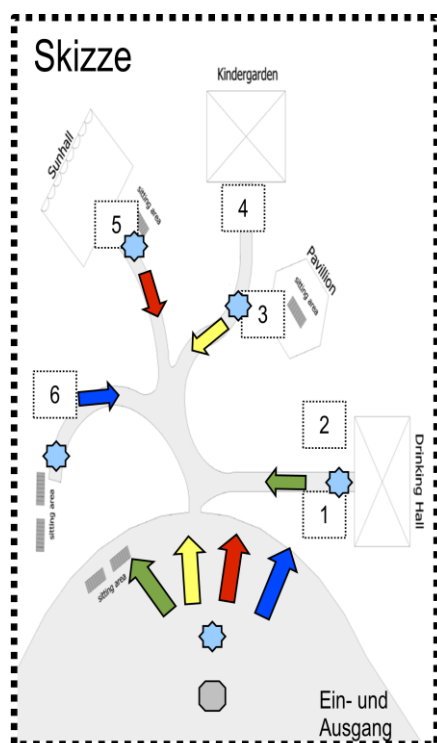 Skizze
Kindergarden
Sunhall
sitting area
5
4
Pavillion
sitting area
3
6
2
Drinking Hall
1
sitting area
sitting area
Ein- und
Ausgang